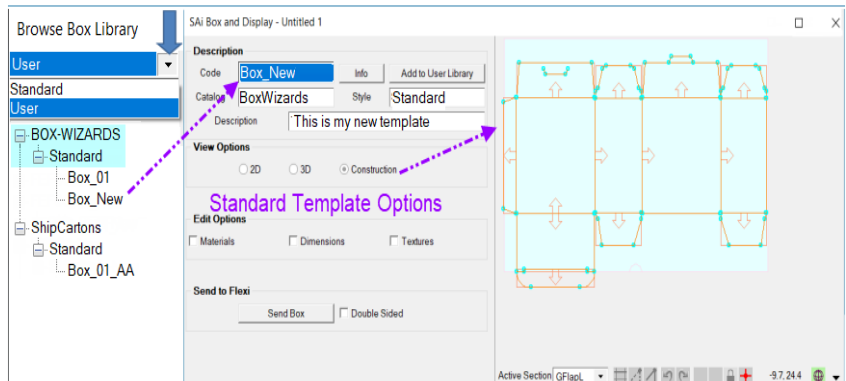 Browse Box Library
User
Standard
User
BOX-WIZARDS
Standard
Box_01
Box_New
ShipCartons
Standard
Box_01_AA
SAi Box and Display - Untitled 1
Description
Code Box_New Info Add to User Library
Catalog BoxWizards Style Standard
Description This is my new template
View Options
2D 3D Construction
Standard Template Options
Edit Options
Materials Dimensions Textures
Send to Flexi
Send Box Double Sided
Active Section GFlapL -9.7, 24.4